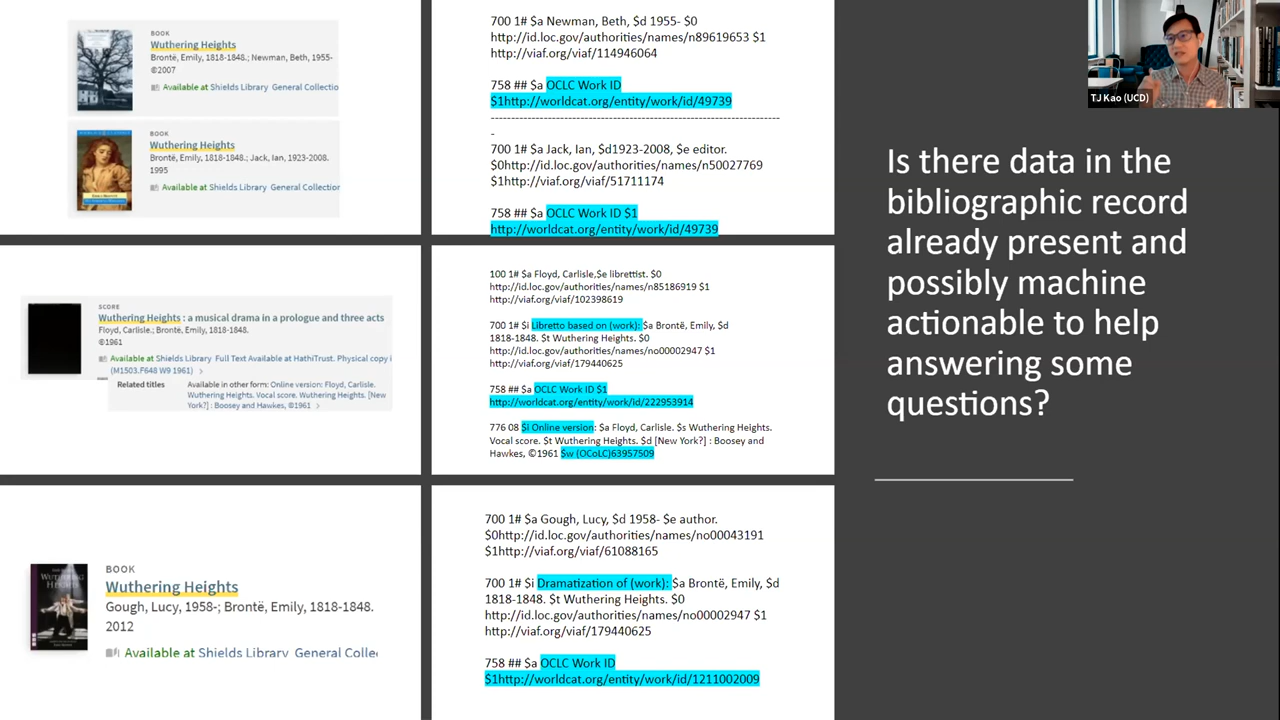 BOOK
Wuthering Heights
Brontë, Emily, 1818-1848.; Newman, Beth, 1955-
©2007
Available at Shields Library General Collectio
BOOK
Wuthering Heights
Brontë, Emily, 1818-1848.; Jack, Ian, 1923-2008.
1995
Available at Shields Library General Collection
700 1# $a Newman, Beth, $d 1955- $0
http://id.loc.gov/authorities/names/n89619653 $1
http://viaf.org/viaf/114946064
758 ## $a OCLC Work ID
$1http://worldcat.org/entity/work/id/49739
--------------------------------------------------------------------
-
700 1# $a Jack, Ian, $d1923-2008, $e editor.
$0http://id.loc.gov/authorities/names/n50027769
$1http://viaf.org/viaf/51711174
758 ## $a OCLC Work ID $1
http://worldcat.org/entity/work/id/49739
SCORE
Wuthering Heights : a musical drama in a prologue and three acts
Floyd, Carlisle.; Brontë, Emily, 1818-1848.
©1961
Available at Shields Library Full Text Available at HathiTrust. Physical copy i
(M1503.F648 W9 1961) >
Related titles Available in other form: Online version: Floyd, Carlisle.
Wuthering Heights. Vocal score. Wuthering Heights. [New
York?] : Boosey and Hawkes, ©1961 >
100 1# $a Floyd, Carlisle,$e librettist. $0
http://id.loc.gov/authorities/names/n85186919 $1
http://viaf.org/viaf/102398619
700 1# $i Libretto based on (work): $a Brontë, Emily, $d
1818-1848. $t Wuthering Heights. $0
http://id.loc.gov/authorities/names/no00002947 $1
http://viaf.org/viaf/179440625
758 ## $a OCLC Work ID $1
http://worldcat.org/entity/work/id/222953914
776 08 $i Online version: $a Floyd, Carlisle. $s Wuthering Heights.
Vocal score. $t Wuthering Heights. $d [New York?] : Boosey and
Hawkes, ©1961 $w (OCoLC)63957509
BOOK
Wuthering Heights
Gough, Lucy, 1958-; Brontë, Emily, 1818-1848.
2012
Available at Shields Library General Colle
700 1# $a Gough, Lucy, $d 1958- $e author.
$0http://id.loc.gov/authorities/names/no00043191
$1http://viaf.org/viaf/61088165
700 1# $i Dramatization of (work): $a Brontë, Emily, $d
1818-1848. $t Wuthering Heights. $0
http://id.loc.gov/authorities/names/no00002947 $1
http://viaf.org/viaf/179440625
758 ## $a OCLC Work ID
$1http://worldcat.org/entity/work/id/1211002009
TJ Kao (UCD)
Is there data in the
bibliographic record
already present and
possibly machine
actionable to help
answering some
questions?